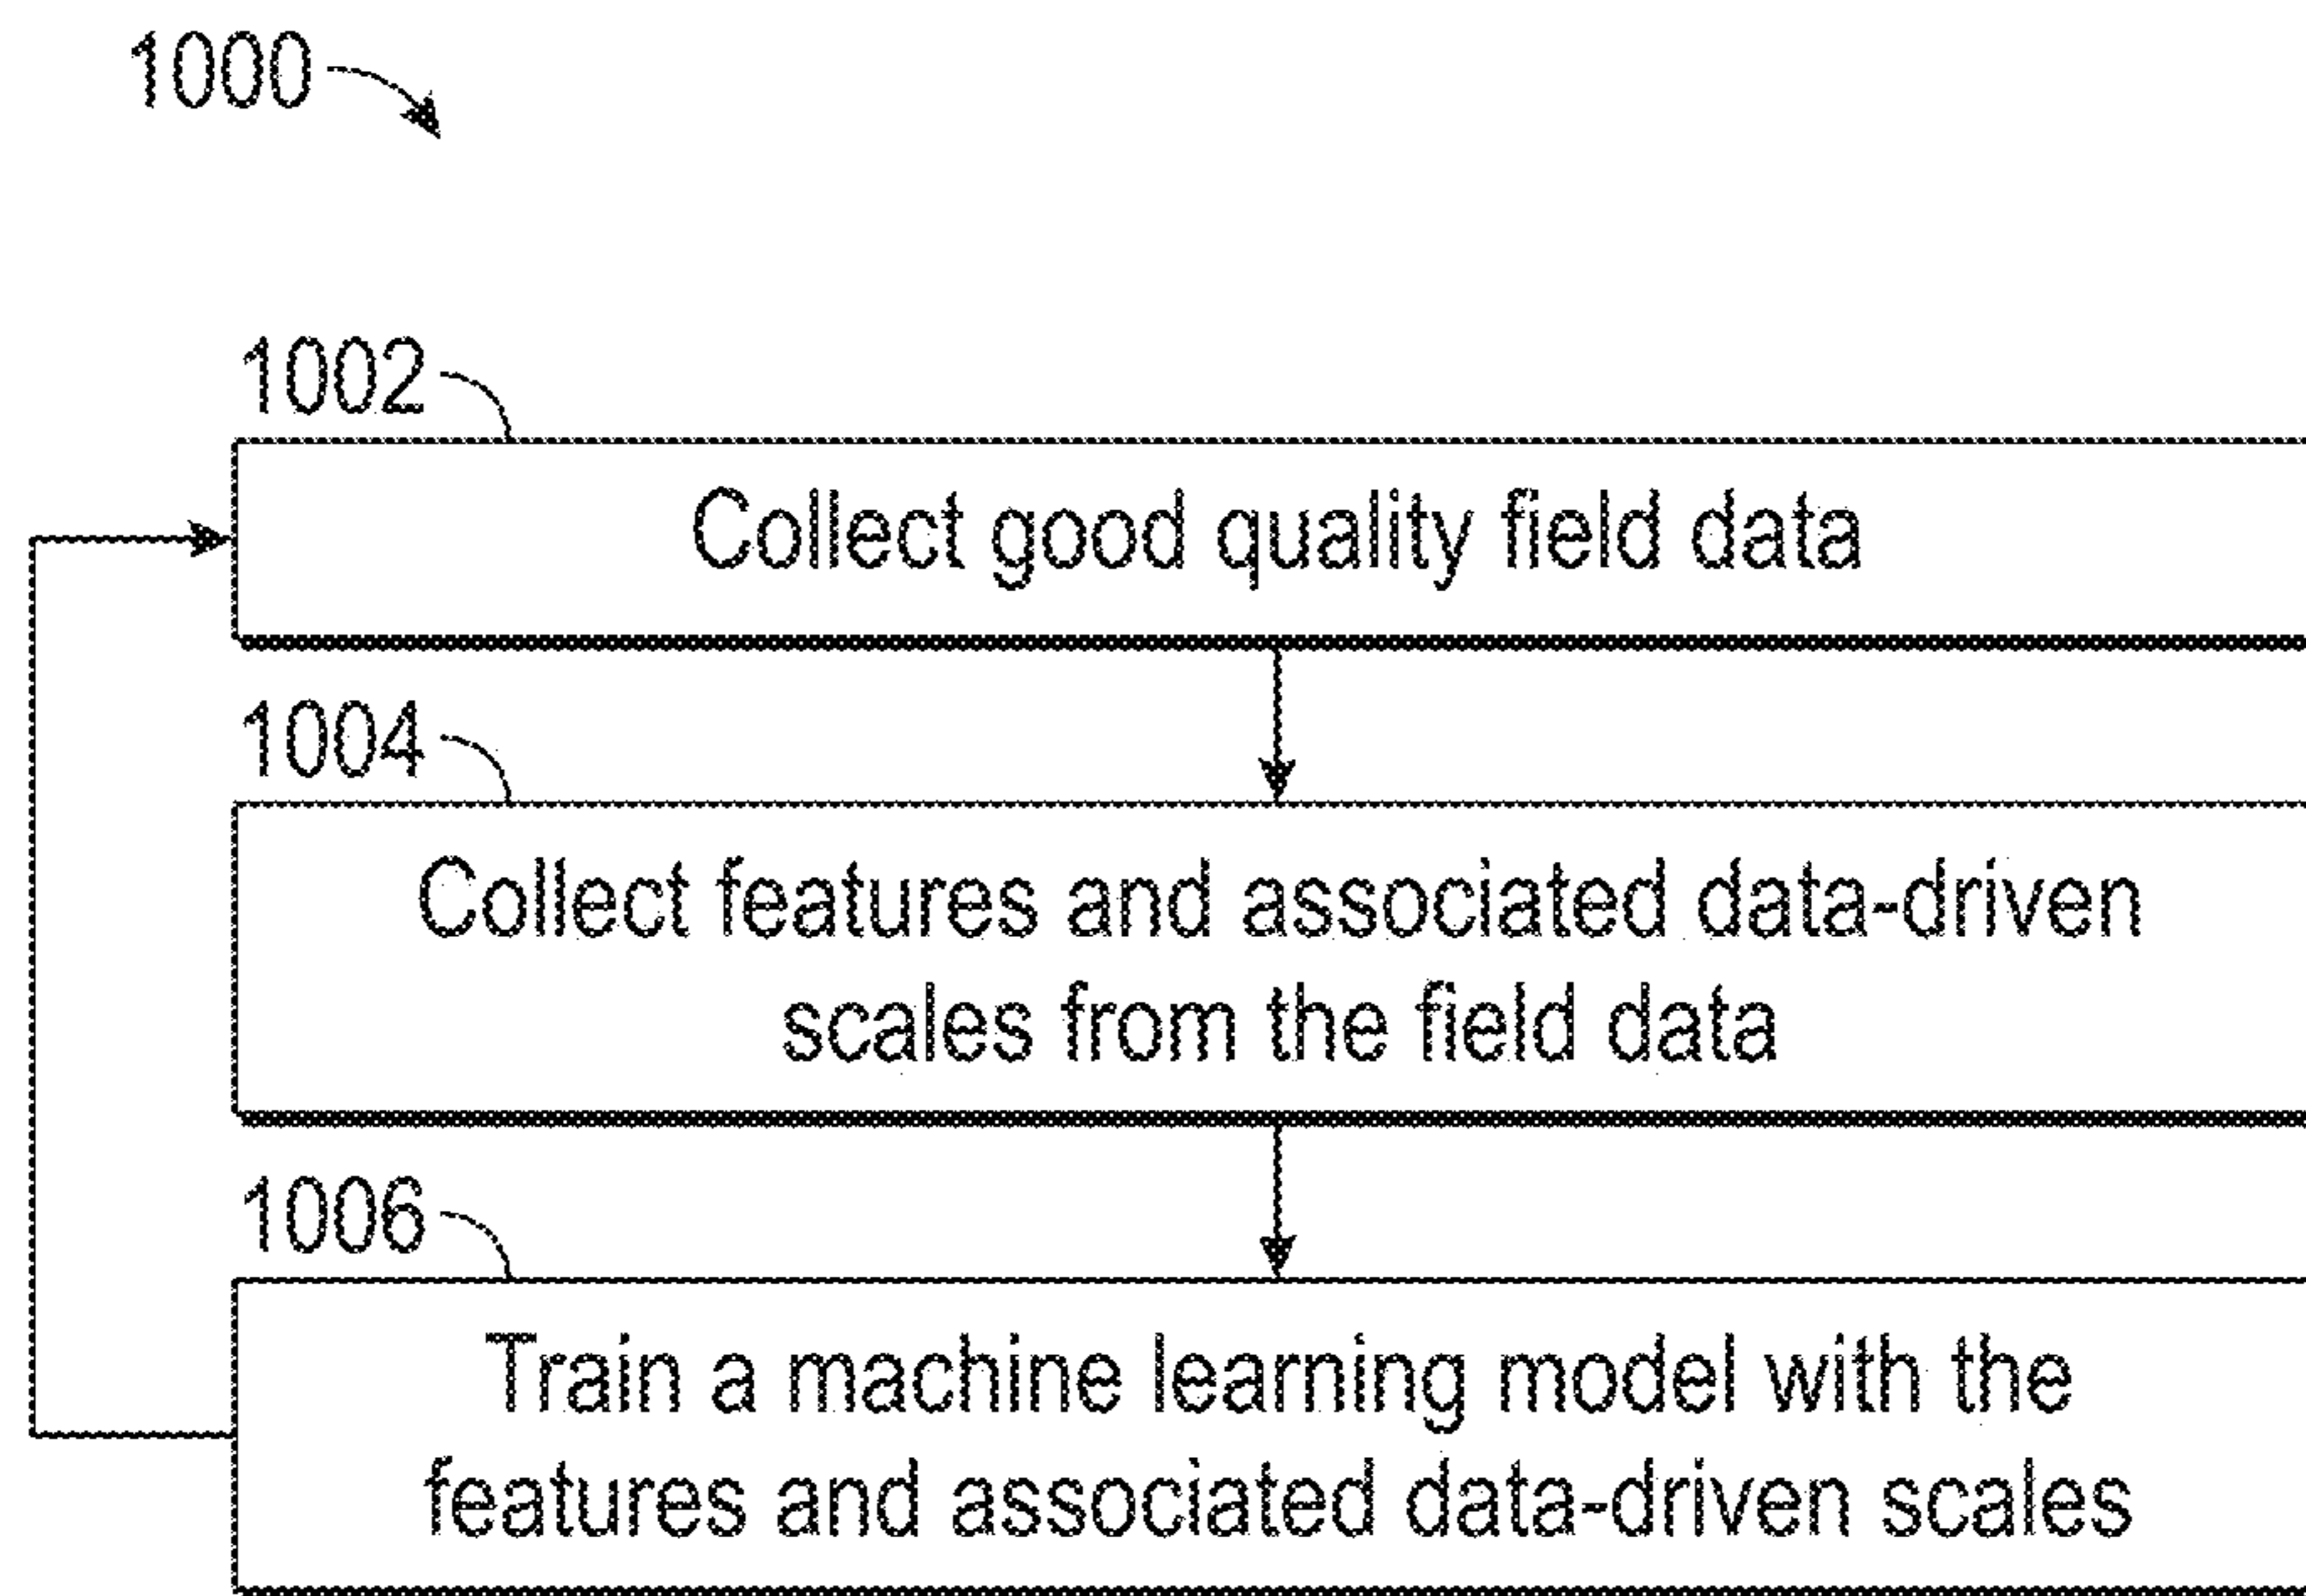 1000
1002
Collect good quality field data
1004
Collect features and associated data-driven
scales from the field data
1006
Train a machine learning model with the
features and associated data-driven scales